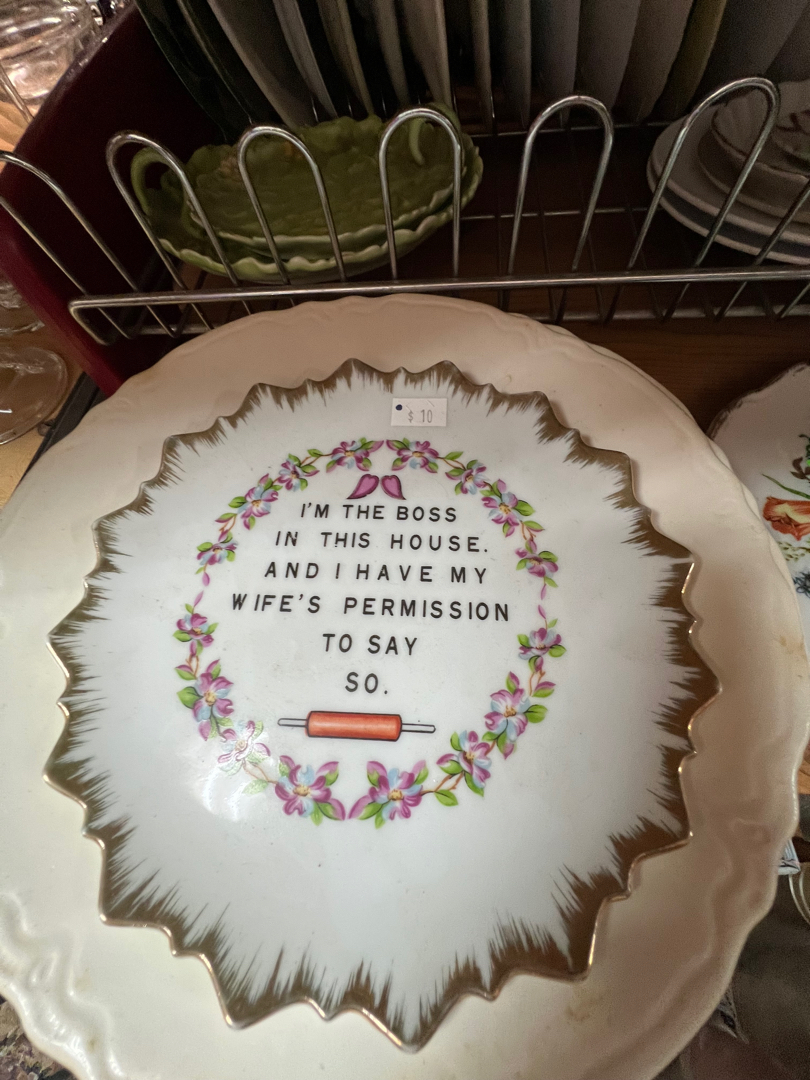 $ 10
I'M THE BOSS
IN THIS HOUSE.
AND I HAVE MY
WIFE'S PERMISSION
TO SAY
SO.